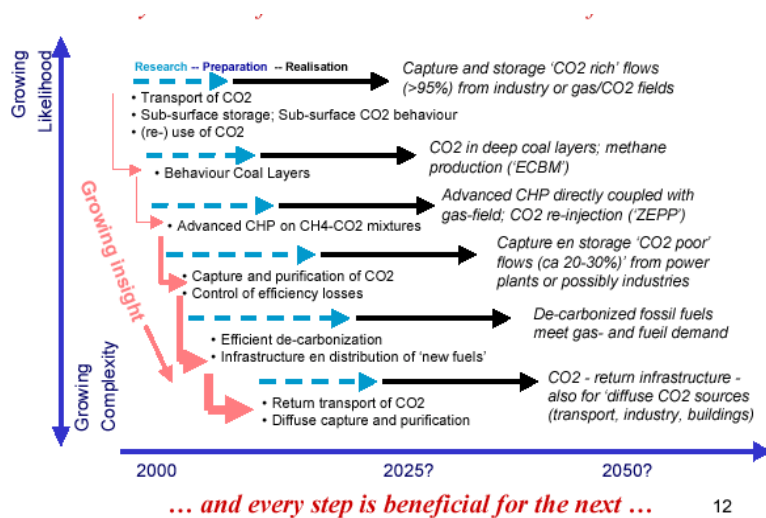 Growing
Likelihood
Research -- Preparation -- Realisation
Capture and storage ‘CO2 rich’ flows
(>95%) from industry or gas/CO2 fields
• Transport of CO2
• Sub-surface storage; Sub-surface CO2 behaviour
• (re-) use of CO2
CO2 in deep coal layers; methane
production (‘ECBM’)
• Behaviour Coal Layers
Advanced CHP directly coupled with
gas-field; CO2 re-injection (‘ZEPP’)
• Advanced CHP on CH4-CO2 mixtures
Growing insight
Capture en storage ‘CO2 poor’
flows (ca 20-30%)’ from power
plants or possibly industries
• Capture and purification of CO2
• Control of efficiency losses
De-carbonized fossil fuels
meet gas- and fueil demand
• Efficient de-carbonization
• Infrastructure en distribution of ‘new fuels’
Growing
Complexity
CO2 - return infrastructure -
also for ‘diffuse CO2 sources
(transport, industry, buildings)
• Return transport of CO2
• Diffuse capture and purification
2000
2025?
2050?
… and every step is beneficial for the next …
12